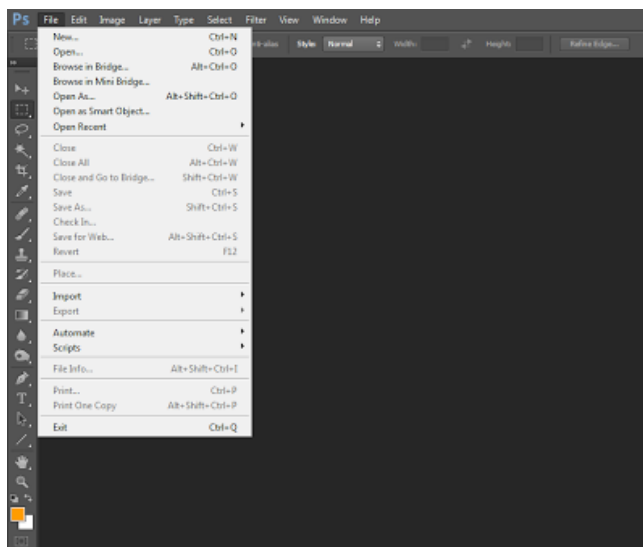 Ps File Edit Image Layer Type Select Filter View Window Help
Style: Normal Width: Height: Refine Edge...
New... Ctrl+N
Open... Ctrl+O
Browse in Bridge... Alt+Ctrl+O
Browse in Mini Bridge...
Open As... Alt+Shift+Ctrl+O
Open as Smart Object...
Open Recent
Close Ctrl+W
Close All Alt+Ctrl+W
Close and Go to Bridge... Shift+Ctrl+W
Save Ctrl+S
Save As... Shift+Ctrl+S
Check In...
Save for Web... Alt+Shift+Ctrl+S
Revert F12
Place...
Import
Export
Automate
Scripts
File Info... Alt+Shift+Ctrl+I
Print... Ctrl+P
Print One Copy Alt+Shift+Ctrl+P
Exit Ctrl+Q